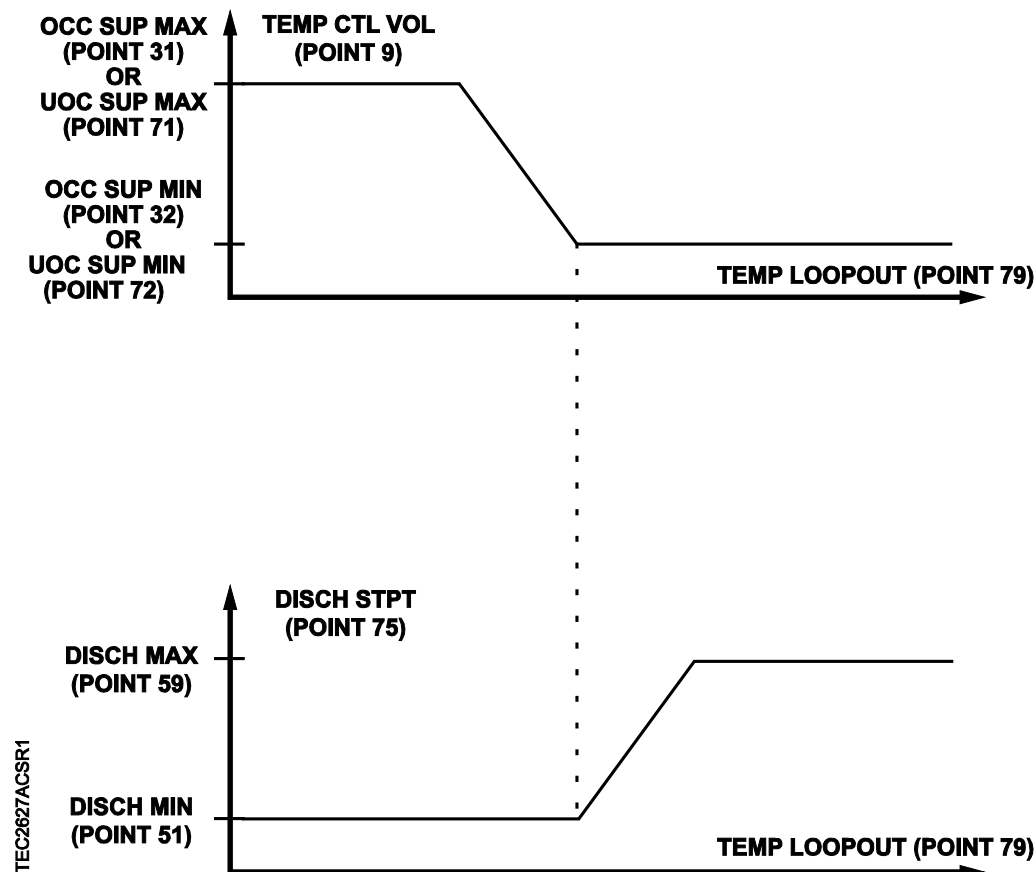 OCC SUP MAX
(POINT 31)
OR
UOC SUP MAX
(POINT 71)
TEMP CTL VOL
(POINT 9)
OCC SUP MIN
(POINT 32)
OR
UOC SUP MIN
(POINT 72)
TEMP LOOPOUT (POINT 79)
DISCH STPT
(POINT 75)
DISCH MAX
(POINT 59)
DISCH MIN
(POINT 51)
TEMP LOOPOUT (POINT 79)
TEC2627ACSR1